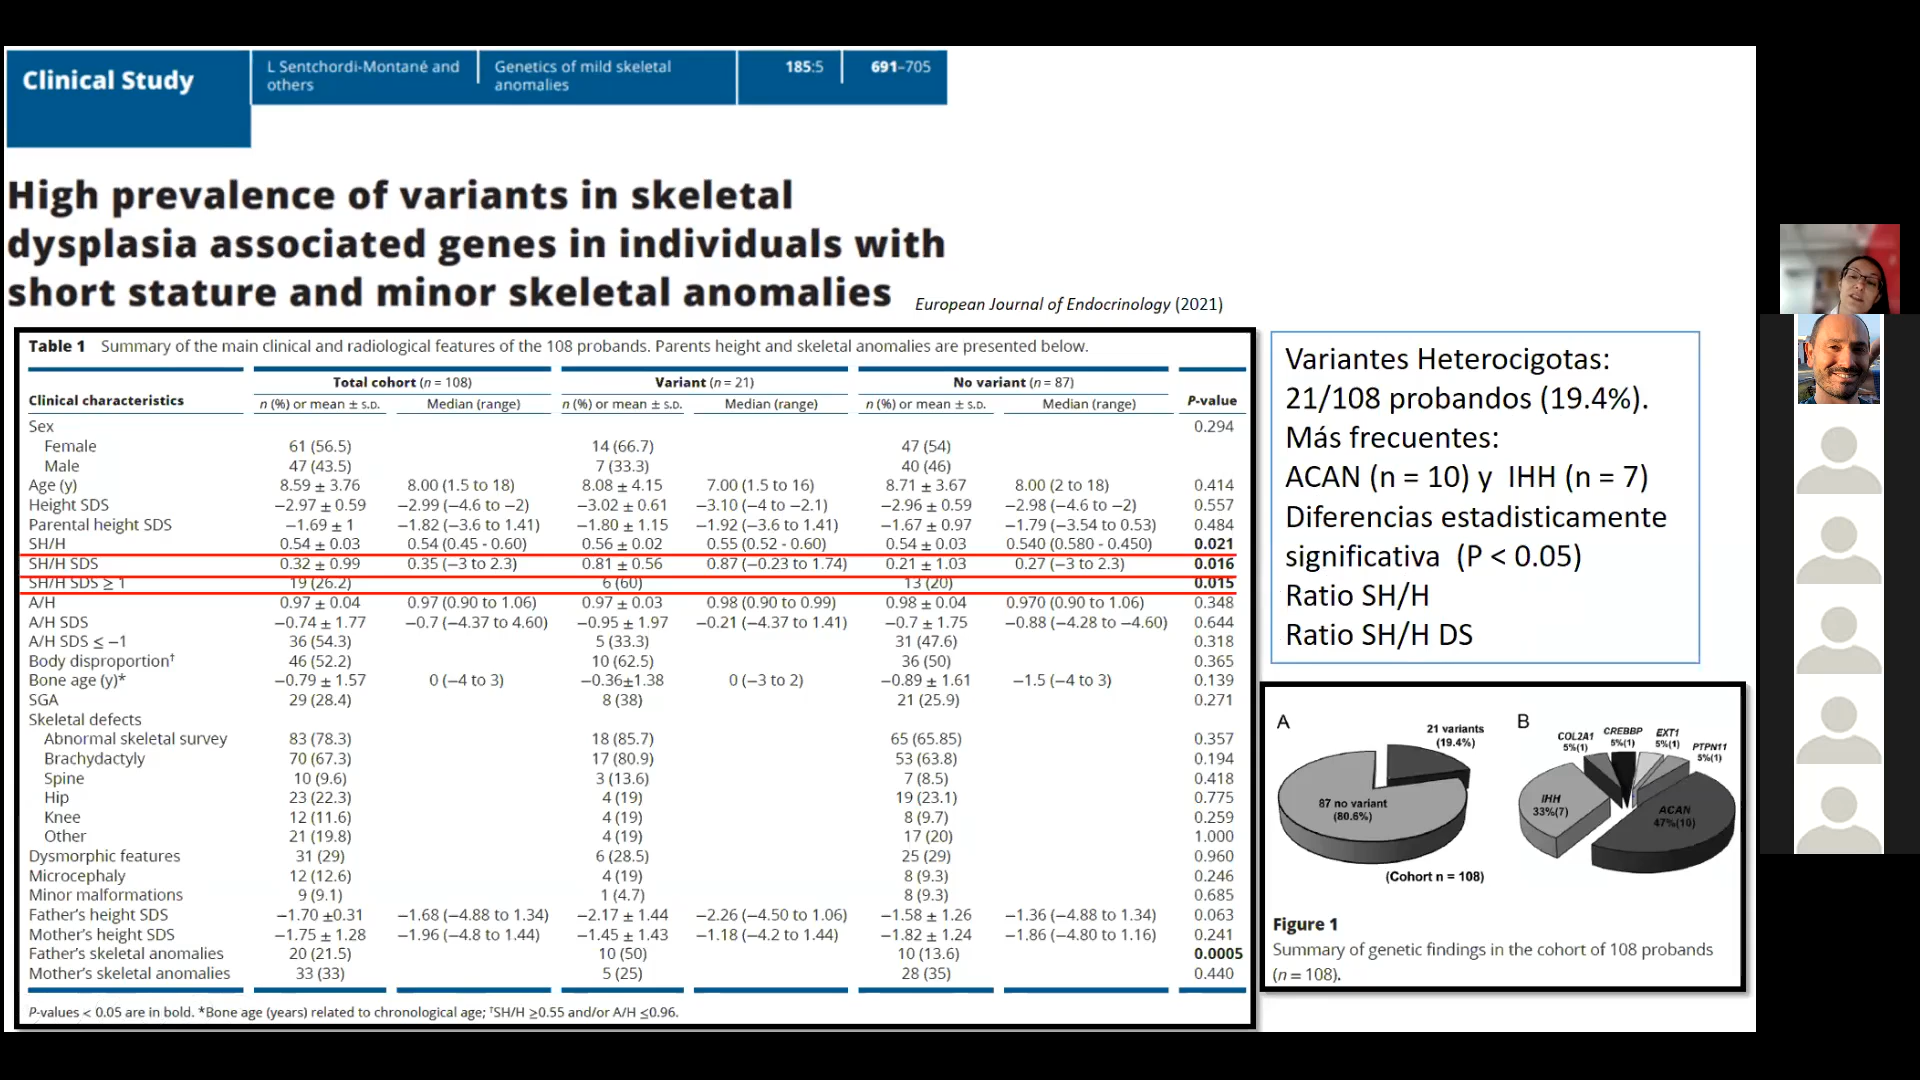 Clinical Study
L Sentchordi-Montané and others
Genetics of mild skeletal anomalies
185:5
691–705
High prevalence of variants in skeletal
dysplasia associated genes in individuals with
short stature and minor skeletal anomalies
European Journal of Endocrinology (2021)
Table 1 Summary of the main clinical and radiological features of the 108 probands. Parents height and skeletal anomalies are presented below.
Total cohort (n = 108) Variant (n = 21) No variant (n = 87)
Clinical characteristics n (%) or mean ± S.D. Median (range) n (%) or mean ± S.D. Median (range) n (%) or mean ± S.D. Median (range) P-value
Sex 0.294
Female 61 (56.5) 14 (66.7) 47 (54)
Male 47 (43.5) 7 (33.3) 40 (46)
Age (y) 8.59 ± 3.76 8.00 (1.5 to 18) 8.08 ± 4.15 7.00 (1.5 to 16) 8.71 ± 3.67 8.00 (2 to 18) 0.414
Height SDS −2.97 ± 0.59 −2.99 (−4.6 to −2) −3.02 ± 0.61 −3.10 (−4 to −2.1) −2.96 ± 0.59 −2.98 (−4.6 to −2) 0.557
Parental height SDS −1.69 ± 1 −1.82 (−3.6 to 1.41) −1.80 ± 1.15 −1.92 (−3.6 to 1.41) −1.67 ± 0.97 −1.79 (−3.54 to 0.53) 0.484
SH/H 0.54 ± 0.03 0.54 (0.45 - 0.60) 0.56 ± 0.02 0.55 (0.52 - 0.60) 0.54 ± 0.03 0.540 (0.580 - 0.450) 0.021
SH/H SDS 0.32 ± 0.99 0.35 (−3 to 2.3) 0.81 ± 0.56 0.87 (−0.23 to 1.74) 0.21 ± 1.03 0.27 (−3 to 2.3) 0.016
SH/H SDS ≥ 1 19 (26.2) 6 (60) 13 (20) 0.015
A/H 0.97 ± 0.04 0.97 (0.90 to 1.06) 0.97 ± 0.03 0.98 (0.90 to 0.99) 0.98 ± 0.04 0.970 (0.90 to 1.06) 0.348
A/H SDS −0.74 ± 1.77 −0.7 (−4.37 to 4.60) −0.95 ± 1.97 −0.21 (−4.37 to 1.41) −0.7 ± 1.75 −0.88 (−4.28 to −4.60) 0.644
A/H SDS ≤ −1 36 (54.3) 5 (33.3) 31 (47.6) 0.318
Body disproportion† 46 (52.2) 10 (62.5) 36 (50) 0.365
Bone age (y)* −0.79 ± 1.57 0 (−4 to 3) −0.36±1.38 0 (−3 to 2) −0.89 ± 1.61 −1.5 (−4 to 3) 0.139
SGA 29 (28.4) 8 (38) 21 (25.9) 0.271
Skeletal defects
Abnormal skeletal survey 83 (78.3) 18 (85.7) 65 (65.85) 0.357
Brachydactyly 70 (67.3) 17 (80.9) 53 (63.8) 0.194
Spine 10 (9.6) 3 (13.6) 7 (8.5) 0.418
Hip 23 (22.3) 4 (19) 19 (23.1) 0.775
Knee 12 (11.6) 4 (19) 8 (9.7) 0.259
Other 21 (19.8) 4 (19) 17 (20) 1.000
Dysmorphic features 31 (29) 6 (28.5) 25 (29) 0.960
Microcephaly 12 (12.6) 4 (19) 8 (9.3) 0.246
Minor malformations 9 (9.1) 1 (4.7) 8 (9.3) 0.685
Father's height SDS −1.70 ±0.31 −1.68 (−4.88 to 1.34) −2.17 ± 1.44 −2.26 (−4.50 to 1.06) −1.58 ± 1.26 −1.36 (−4.88 to 1.34) 0.063
Mother's height SDS −1.75 ± 1.28 −1.96 (−4.8 to 1.44) −1.45 ± 1.43 −1.18 (−4.2 to 1.44) −1.82 ± 1.24 −1.86 (−4.80 to 1.16) 0.241
Father's skeletal anomalies 20 (21.5) 10 (50) 10 (13.6) 0.0005
Mother's skeletal anomalies 33 (33) 5 (25) 28 (35) 0.440
P-values < 0.05 are in bold. *Bone age (years) related to chronological age; †SH/H ≥0.55 and/or A/H ≤0.96.
Variantes Heterocigotas:
21/108 probandos (19.4%).
Más frecuentes:
ACAN (n = 10) y IHH (n = 7)
Diferencias estadisticamente
significativa (P < 0.05)
Ratio SH/H
Ratio SH/H DS
A
21 variants
(19.4%)
87 no variant
(80.6%)
(Cohort n = 108)
B
COL2A1
5%(1)
CREBBP
5%(1)
EXT1
5%(1)
PTPN11
5%(1)
IHH
33%(7)
ACAN
47%(10)
Figure 1
Summary of genetic findings in the cohort of 108 probands
(n = 108).